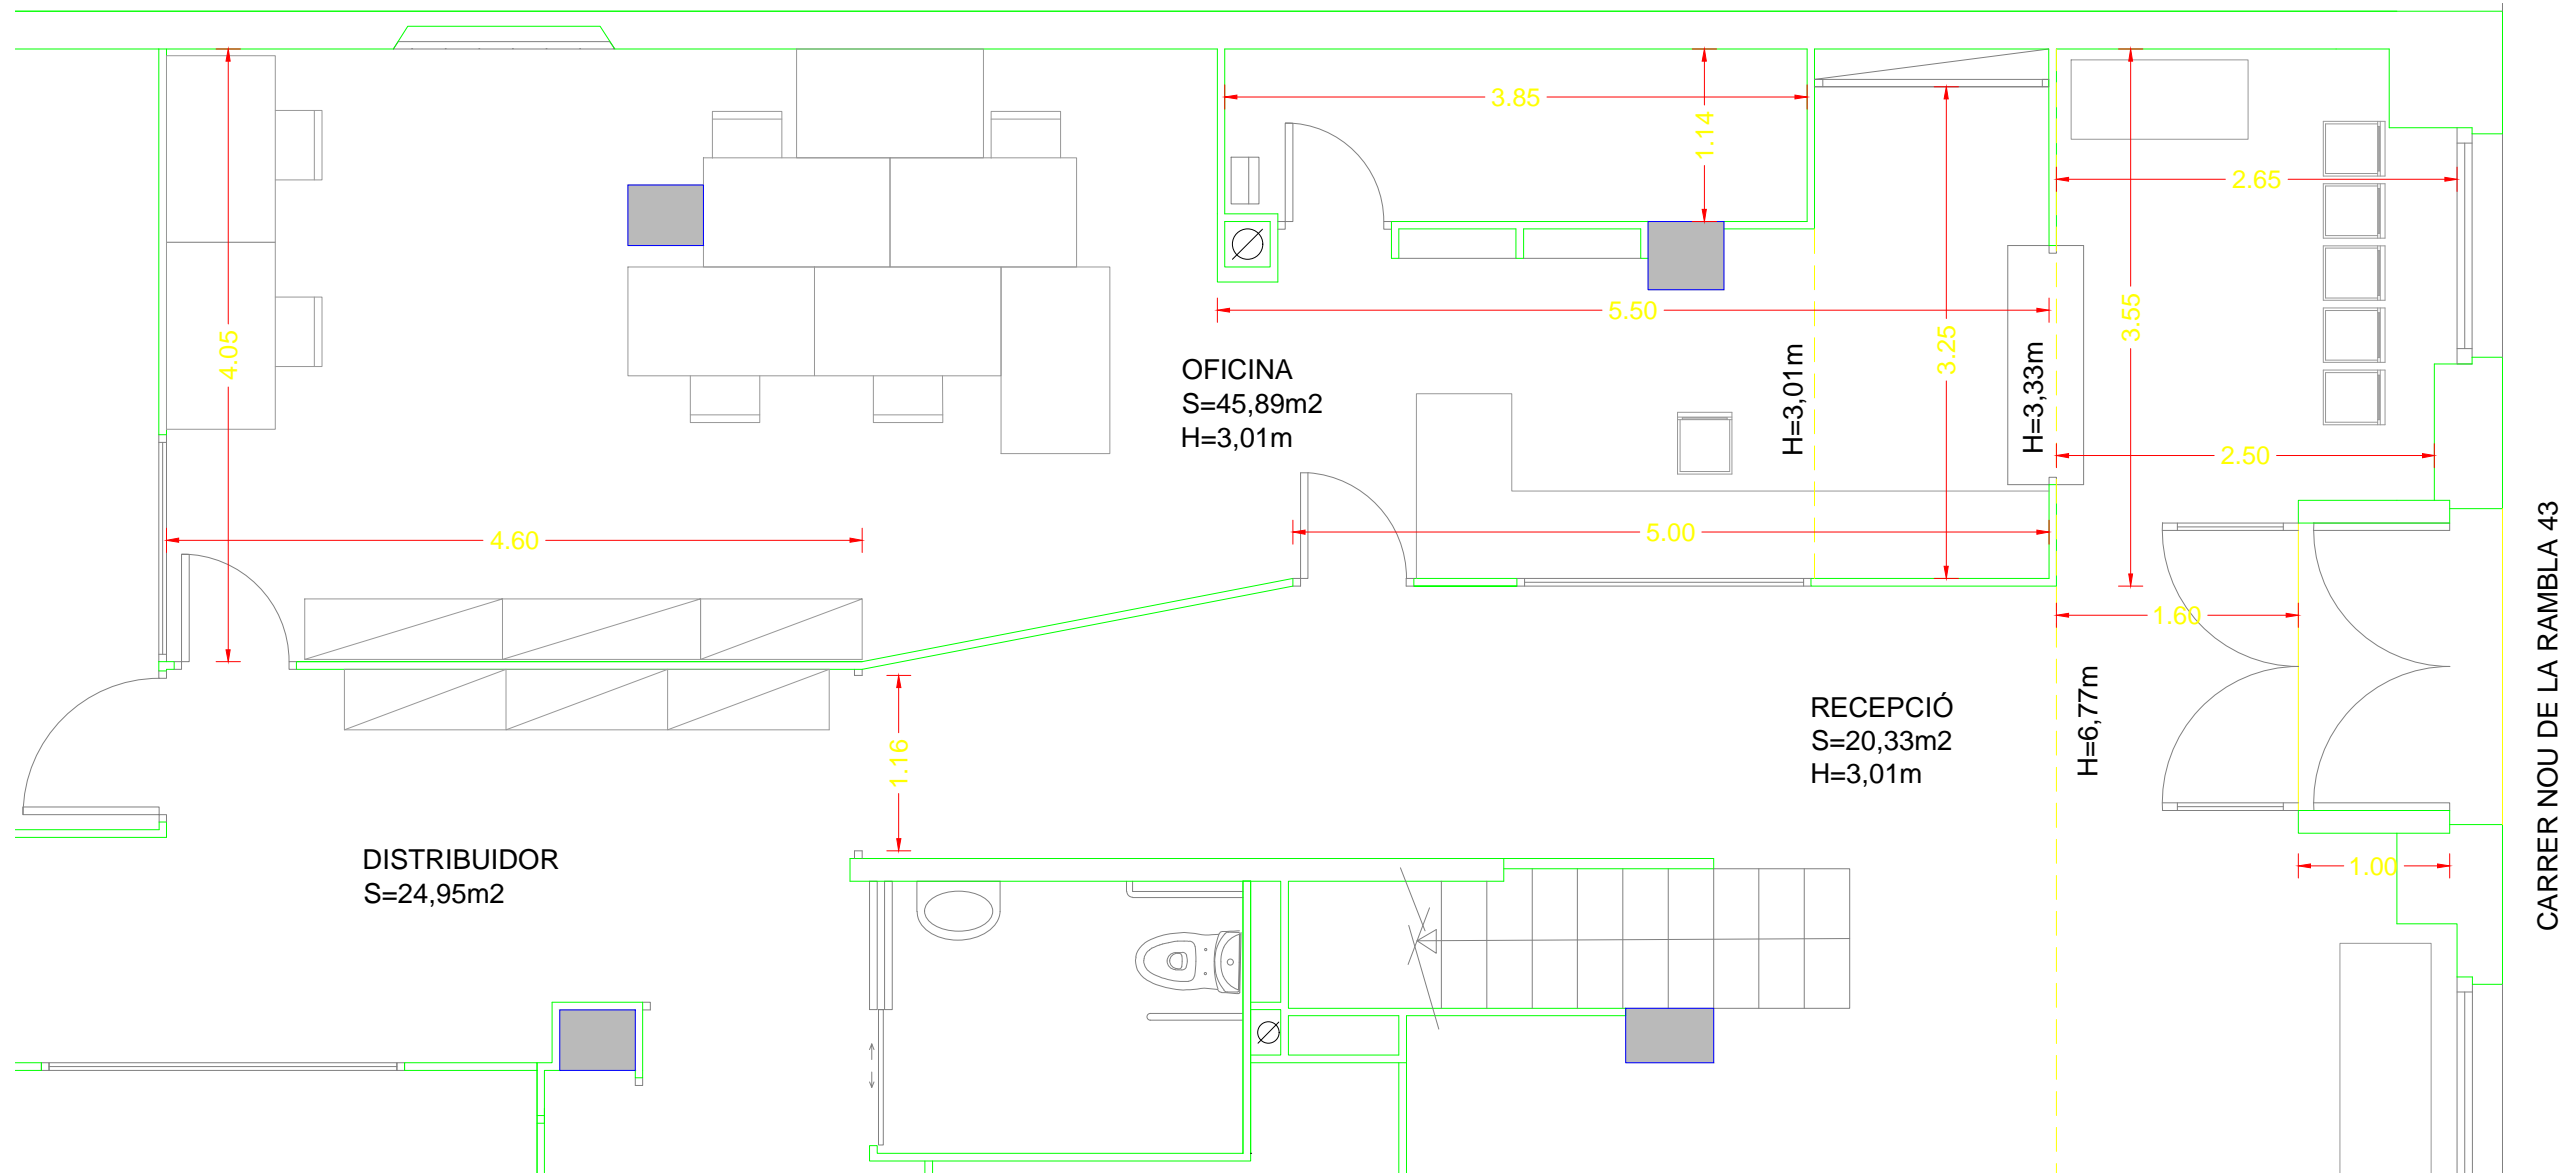 3.85
1.14
2.65
5.50
4.05
3.25
3.55
OFICINA
S=45,89m2
H=3,01m
H=3,01m
H=3,33m
2.50
4.60
5.00
1.60
1.16
RECEPCIÓ
S=20,33m2
H=3,01m
H=6,77m
CARRER NOU DE LA RAMBLA 43
DISTRIBUIDOR
S=24,95m2
1.00